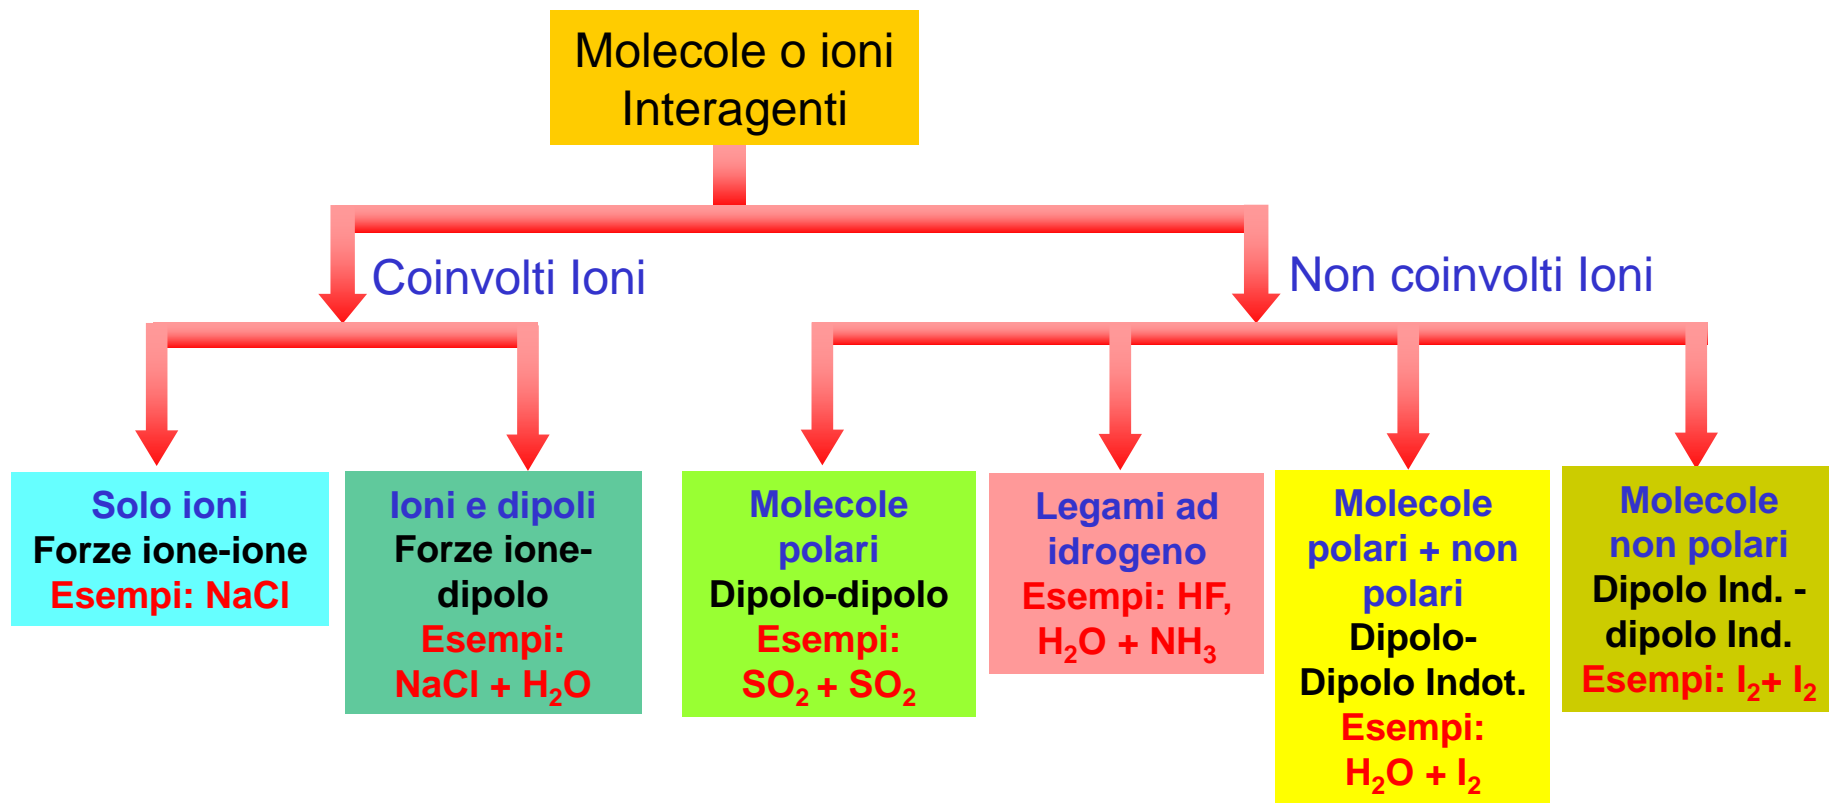 Molecole o ioni
Interagenti
Coinvolti Ioni
Non coinvolti Ioni
Solo ioni
Forze ione-ione
Esempi: NaCl
Ioni e dipoli
Forze ione-
dipolo
Esempi:
NaCl + H₂O
Molecole
polari
Dipolo-dipolo
Esempi:
SO₂ + SO₂
Legami ad
idrogeno
Esempi: HF,
H₂O + NH₃
Molecole
polari + non
polari
Dipolo-
Dipolo Indot.
Esempi:
H₂O + I₂
Molecole
non polari
Dipolo Ind. -
dipolo Ind.
Esempi: I₂+ I₂